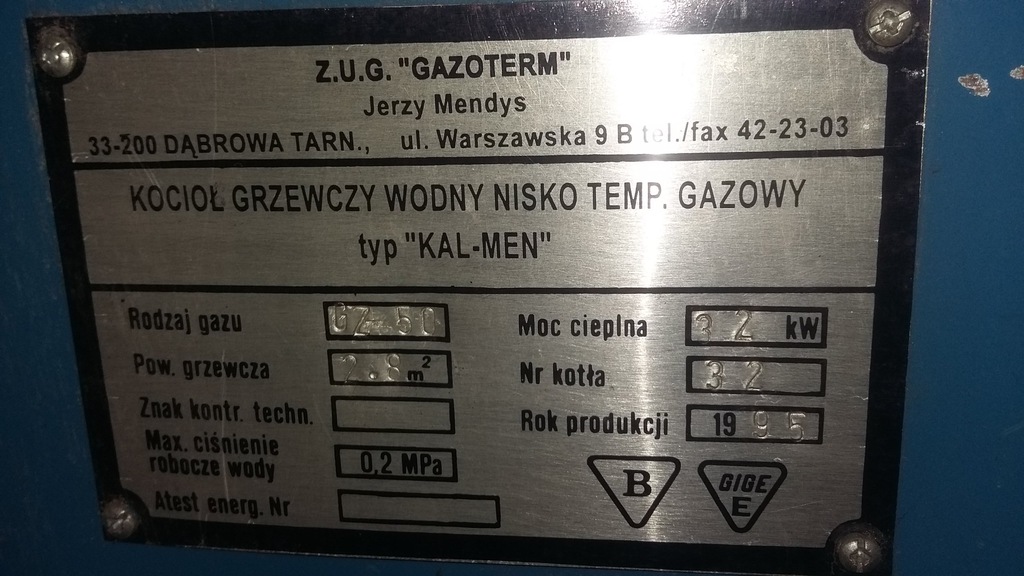 Z.U.G. "GAZOTERM"
Jerzy Mendys
33-200 DĄBROWA TARN., ul. Warszawska 9 B tel./fax 42-23-03
KOCIOŁ GRZEWCZY WODNY NISKO TEMP. GAZOWY
typ "KAL-MEN"
Rodzaj gazu GZ-50
Pow. grzewcza 2.8 m²
Znak kontr. techn.
Max. ciśnienie
robocze wody 0,2 MPa
Atest energ. Nr
Moc cieplna 32 kW
Nr kotła 32
Rok produkcji 1995
B
GIGE
E